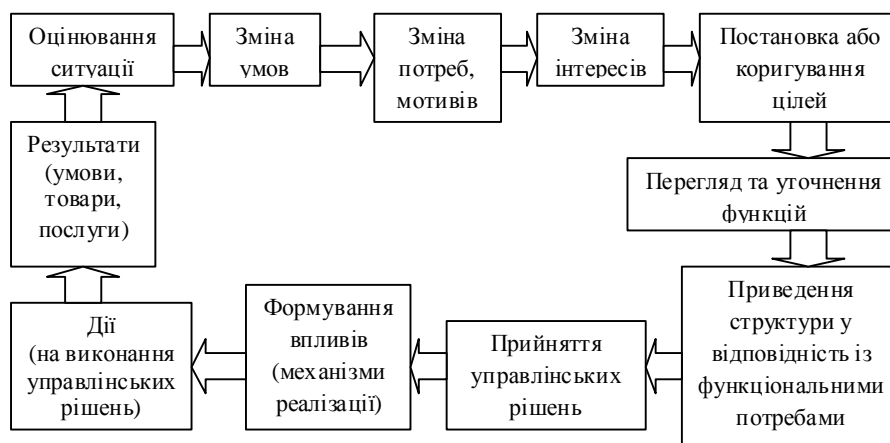 Оцінювання
ситуації
Зміна
умов
Зміна
потреб,
мотивів
Зміна
інтересів
Постановка або
коригування
цілей
Перегляд та уточнення
функцій
Приведення
структури у
відповідність із
функціональними
потребами
Прийняття
управлінських
рішень
Формування
впливів
(механізми
реалізації)
Дії
(на виконання
управлінських
рішень)
Результати
(умови,
товари,
послуги)